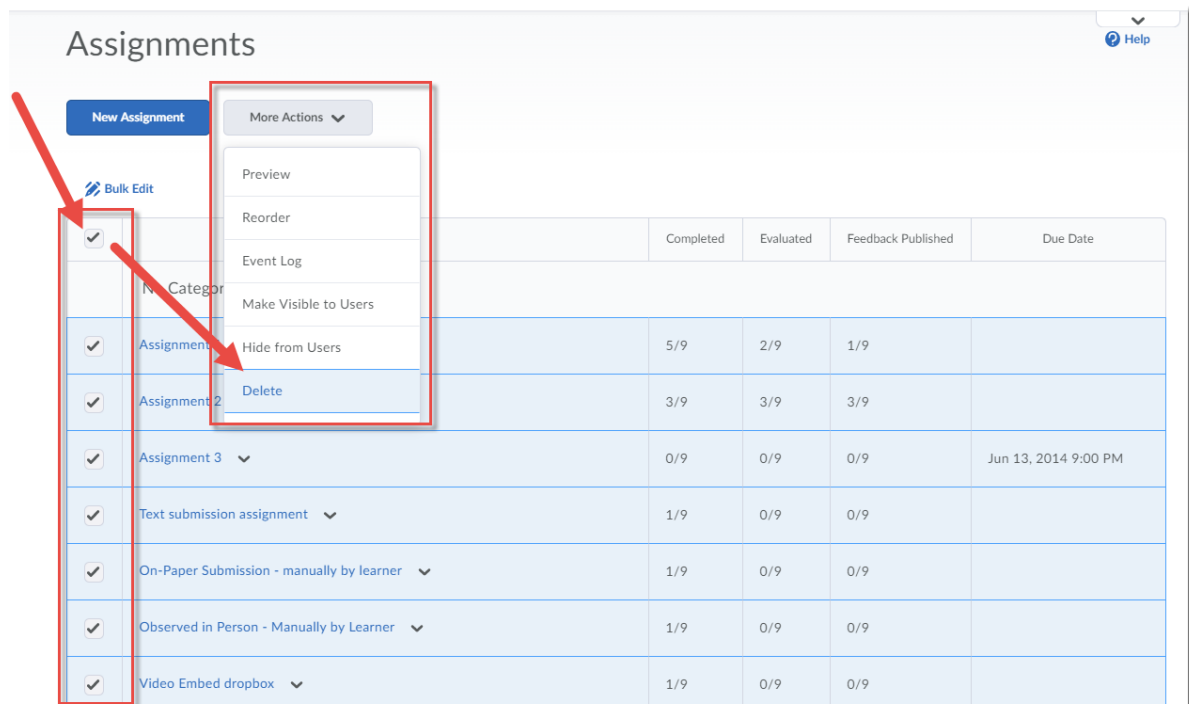 Assignments
Help
New Assignment
More Actions
Preview
Bulk Edit
Reorder
Completed Evaluated Feedback Published Due Date
Event Log
Make Visible to Users
Assignment
Hide from Users
5/9 2/9 1/9
Delete
Assignment 2
3/9 3/9 3/9
Assignment 3 0/9 0/9 0/9 Jun 13, 2014 9:00 PM
Text submission assignment 1/9 0/9 0/9
On-Paper Submission - manually by learner 1/9 0/9 0/9
Observed in Person - Manually by Learner 1/9 0/9 0/9
Video Embed dropbox 1/9 0/9 0/9